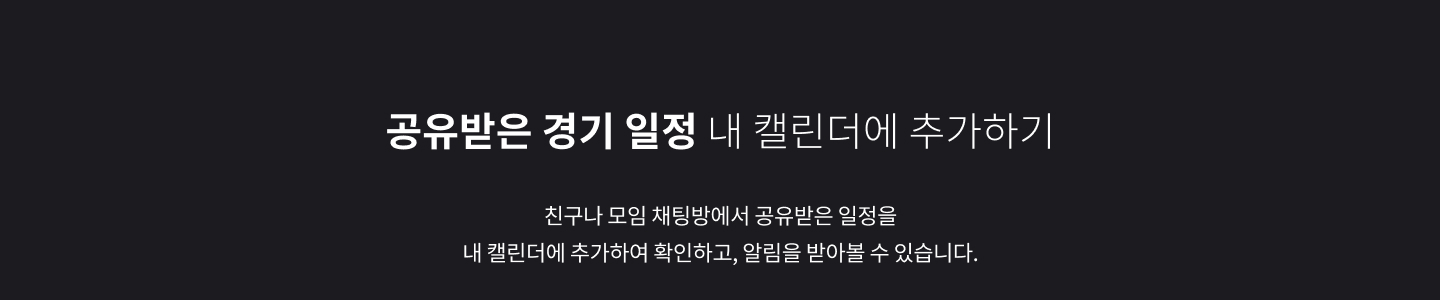 공유받은 경기 일정 내 캘린더에 추가하기
친구나 모임 채팅방에서 공유받은 일정을
내 캘린더에 추가하여 확인하고, 알림을 받아볼 수 있습니다.